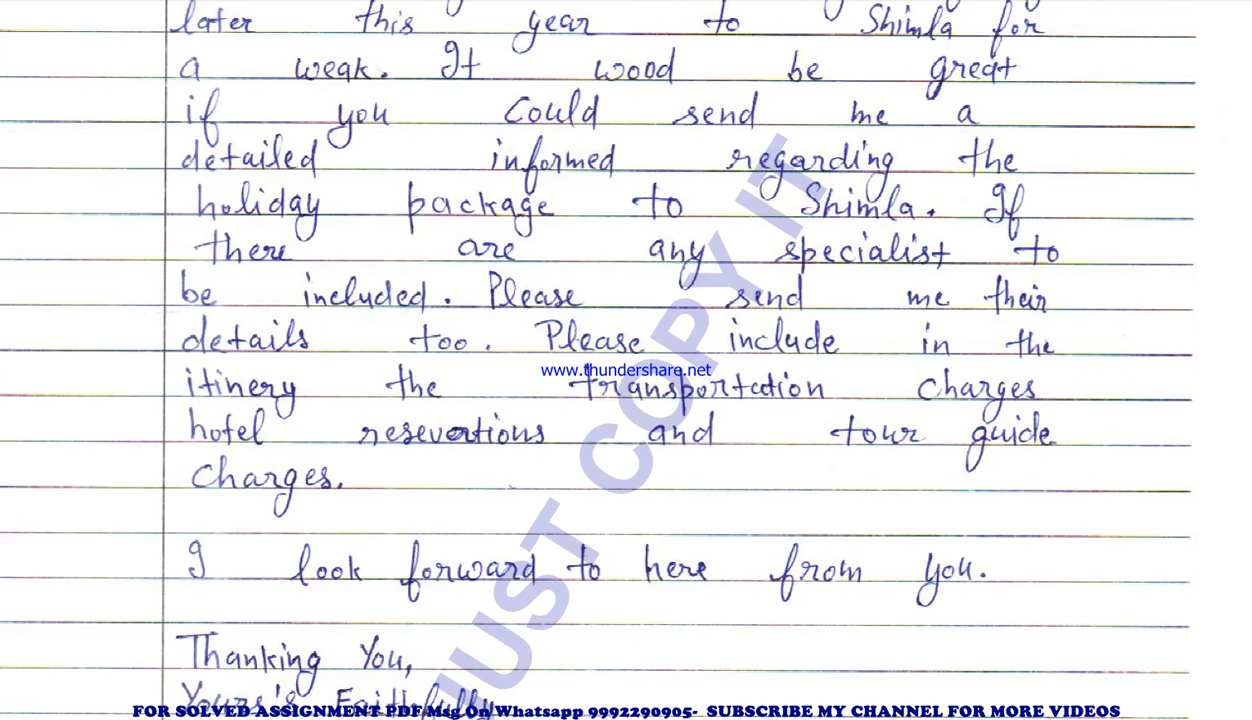 later this year to Shimla for
a weak. It wood be great
if you could send me a
detailed informed regarding the
holiday package to Shimla. If
there are any specialist to
be included. Please send me their
details too. Please include in the
www.thundershare.net
itinery the transportation charges
hotel resevertions and tour guide
charges.
I look forward to here from you.
Thanking You,
Yours's Faithfully
JUST COPY IT
FOR SOLVED ASSIGNMENT PDF Msg On Whatsapp 9992290905- SUBSCRIBE MY CHANNEL FOR MORE VIDEOS